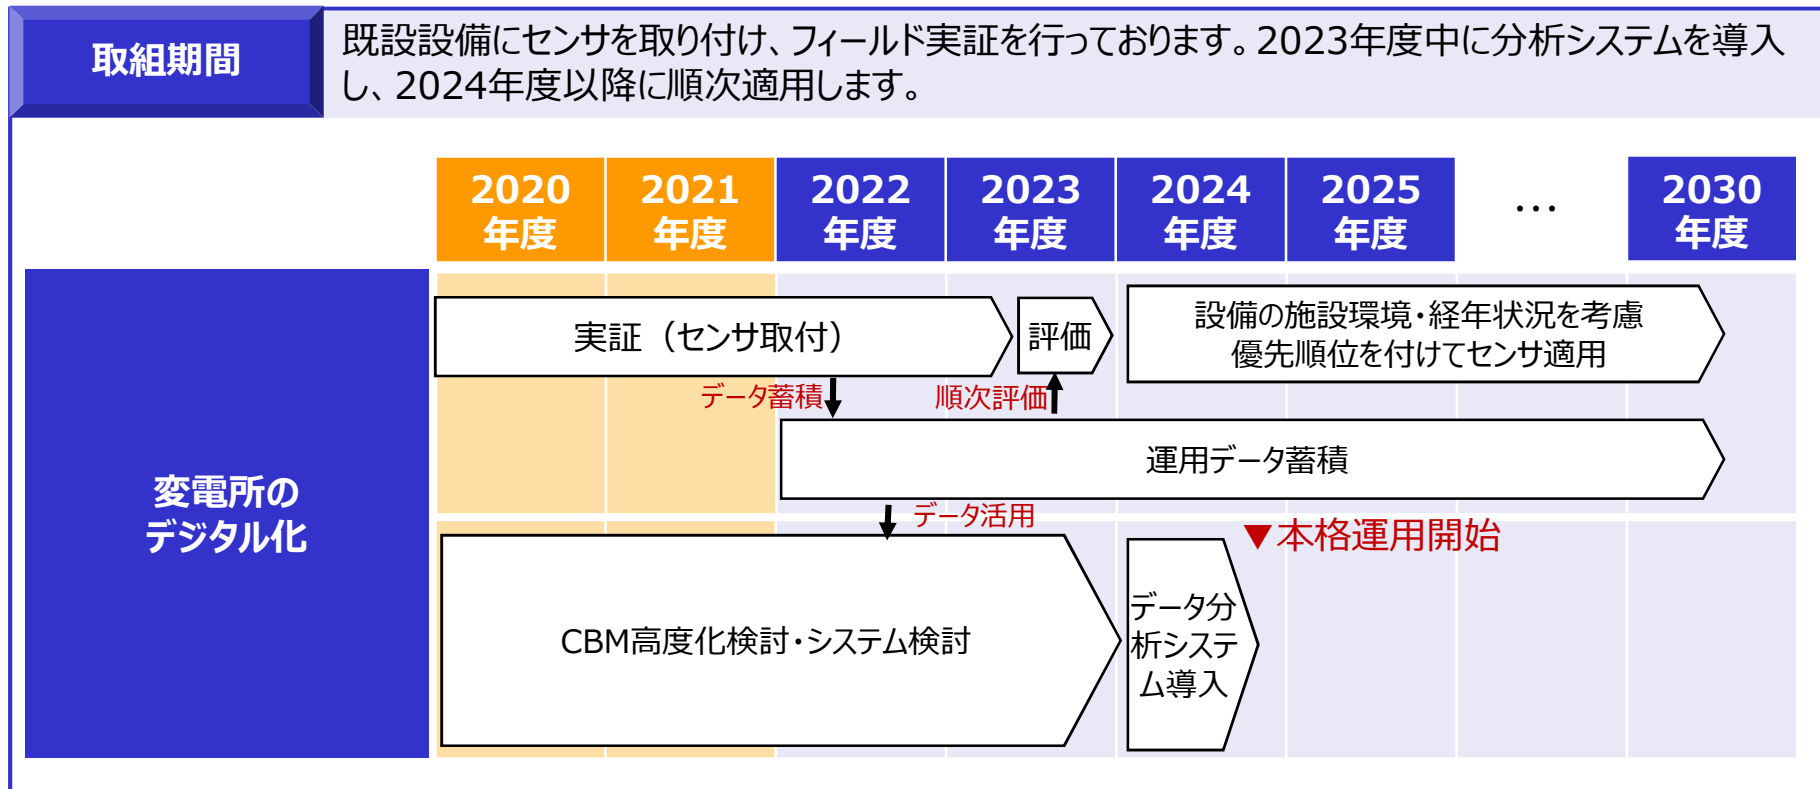 取組期間
既設設備にセンサを取り付け、フィールド実証を行っております。2023年度中に分析システムを導入
し、2024年度以降に順次適用します。
2020
年度
2021
年度
2022
年度
2023
年度
2024
年度
2025
年度
…
2030
年度
変電所の
デジタル化
実証（センサ取付）
評価
設備の施設環境・経年状況を考慮
優先順位を付けてセンサ適用
データ蓄積
順次評価
運用データ蓄積
データ活用
▼本格運用開始
CBM高度化検討・システム検討
データ分
析システ
ム導入